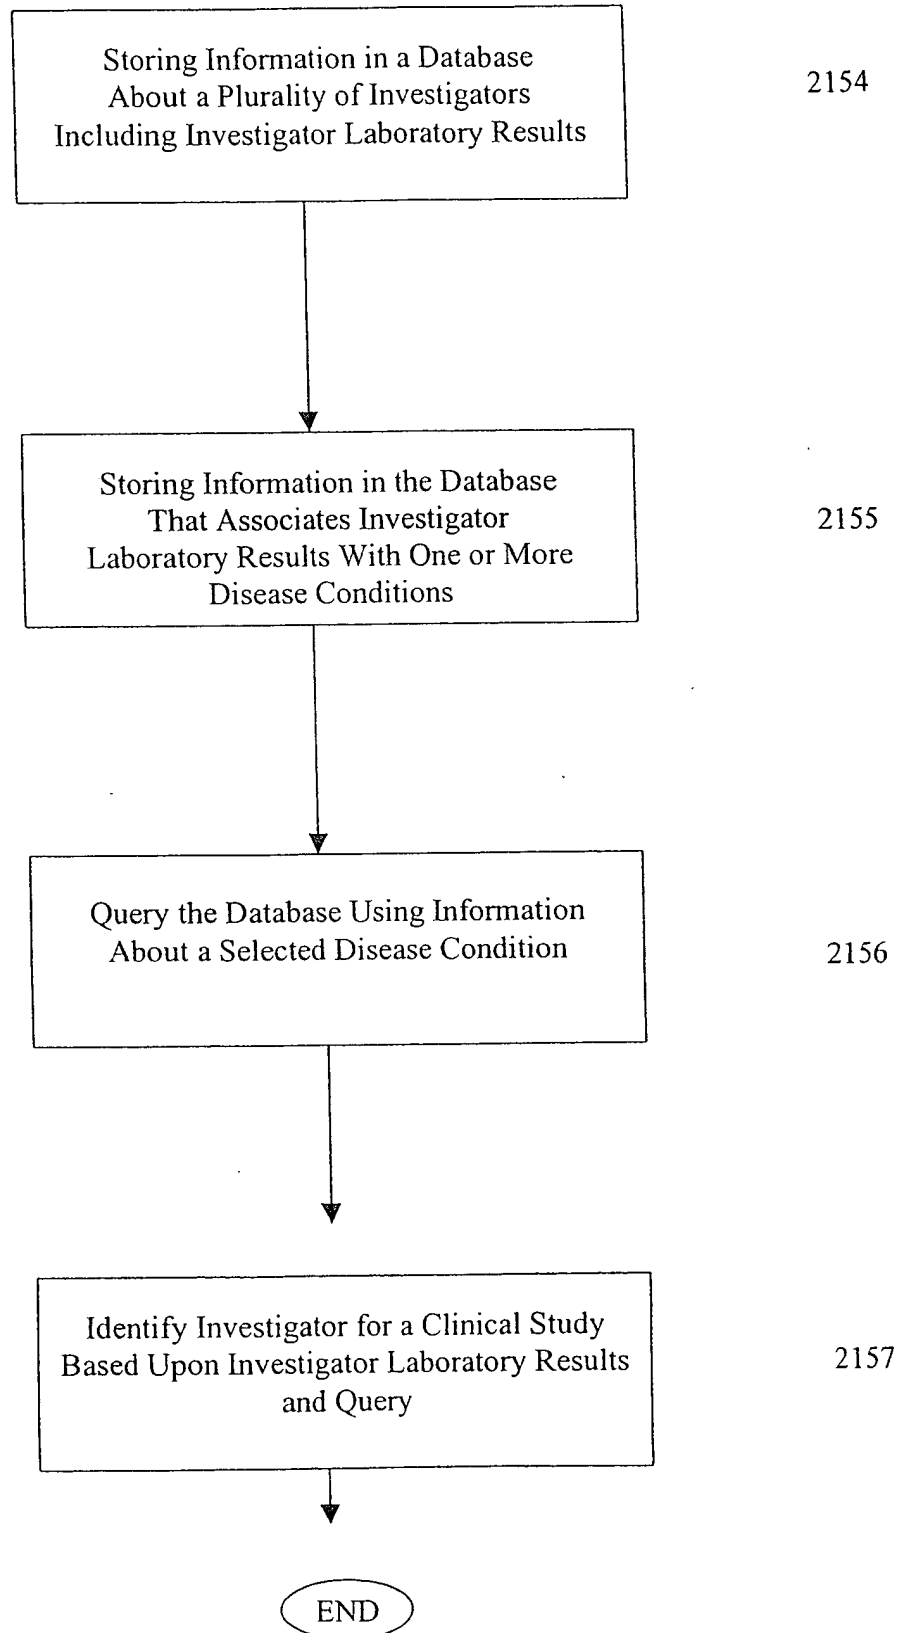 Storing Information in a Database
About a Plurality of Investigators
Including Investigator Laboratory Results
2154
Storing Information in the Database
That Associates Investigator
Laboratory Results With One or More
Disease Conditions
2155
Query the Database Using Information
About a Selected Disease Condition
2156
Identify Investigator for a Clinical Study
Based Upon Investigator Laboratory Results
and Query
2157
END